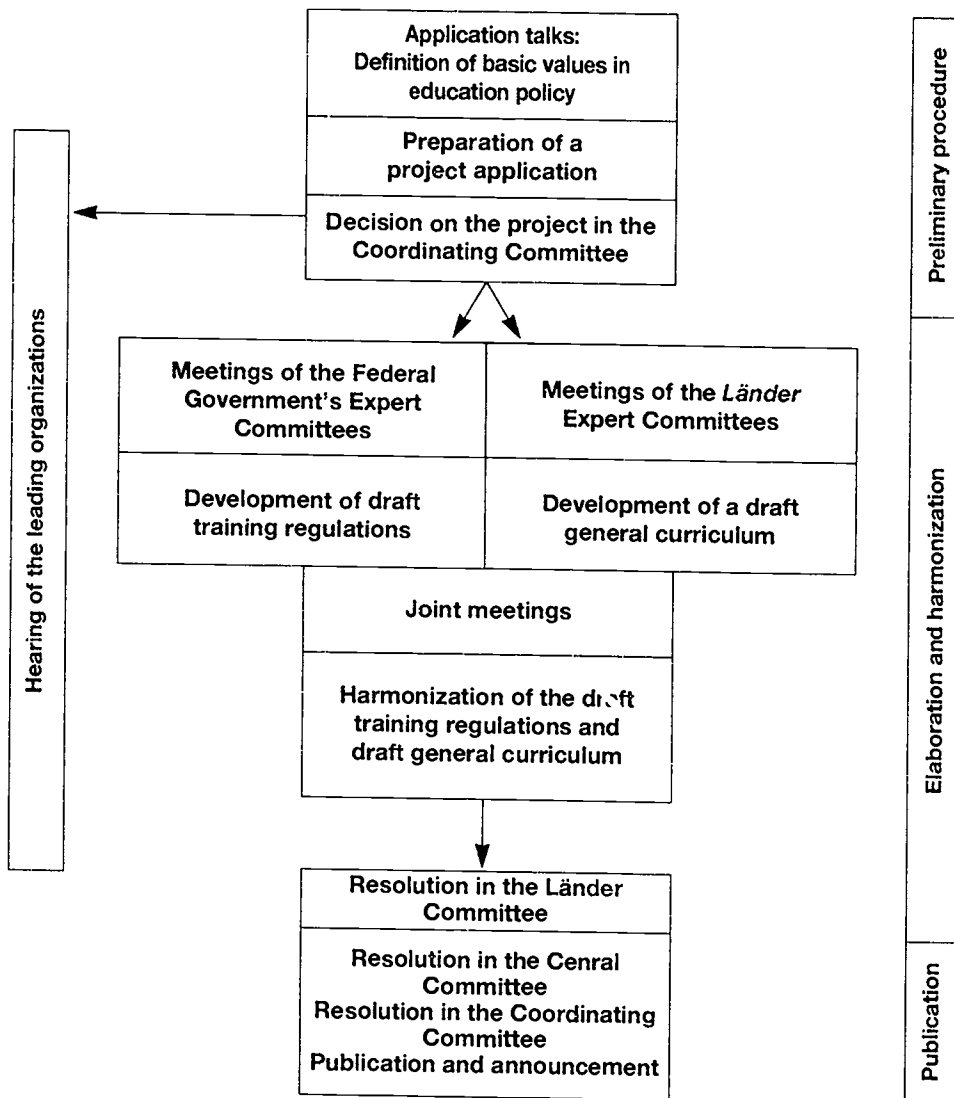 Application talks:
Definition of basic values in
education policy
Preparation of a
project application
Decision on the project in the
Coordinating Committee
Meetings of the Federal
Government's Expert
Committees
Meetings of the Länder
Expert Committees
Development of draft
training regulations
Development of a draft
general curriculum
Joint meetings
Harmonization of the draft
training regulations and
draft general curriculum
Resolution in the Länder
Committee
Resolution in the Cenral
Committee
Resolution in the Coordinating
Committee
Publication and announcement
Hearing of the leading organizations
Preliminary procedure
Elaboration and harmonization
Publication